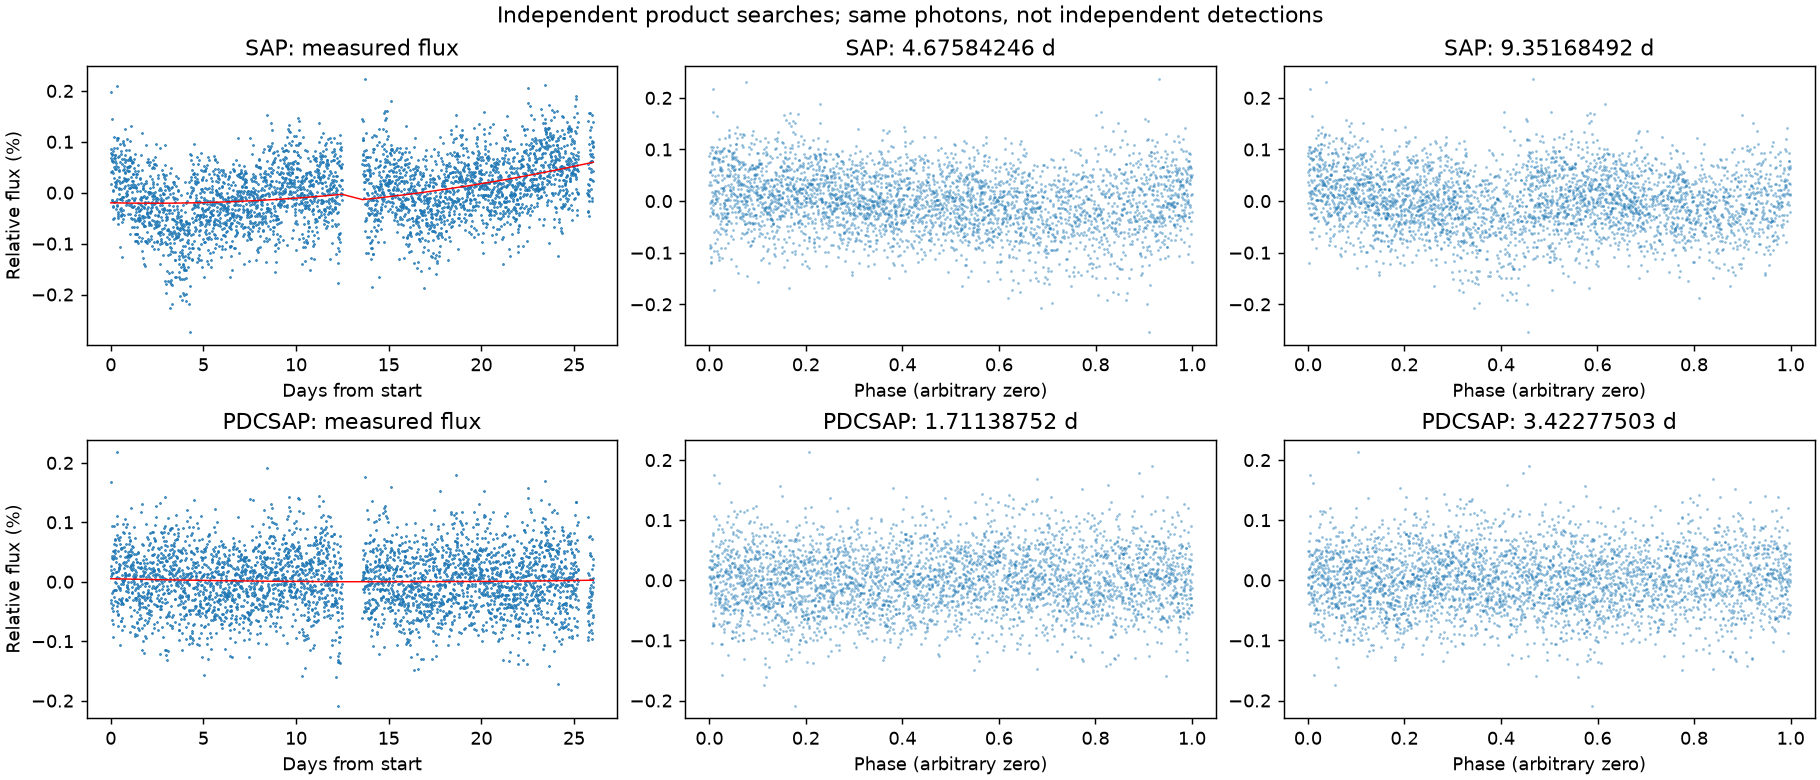 Independent product searches; same photons, not independent detections
SAP: measured flux
SAP: 4.67584246 d
SAP: 9.35168492 d
Relative flux (%)
0.2
0.1
0.0
−0.1
−0.2
0 5 10 15 20 25
Days from start
0.2
0.1
0.0
−0.1
−0.2
0.0 0.2 0.4 0.6 0.8 1.0
Phase (arbitrary zero)
0.2
0.1
0.0
−0.1
−0.2
0.0 0.2 0.4 0.6 0.8 1.0
Phase (arbitrary zero)
PDCSAP: measured flux
PDCSAP: 1.71138752 d
PDCSAP: 3.42277503 d
Relative flux (%)
0.2
0.1
0.0
−0.1
−0.2
0 5 10 15 20 25
Days from start
0.2
0.1
0.0
−0.1
−0.2
0.0 0.2 0.4 0.6 0.8 1.0
Phase (arbitrary zero)
0.2
0.1
0.0
−0.1
−0.2
0.0 0.2 0.4 0.6 0.8 1.0
Phase (arbitrary zero)